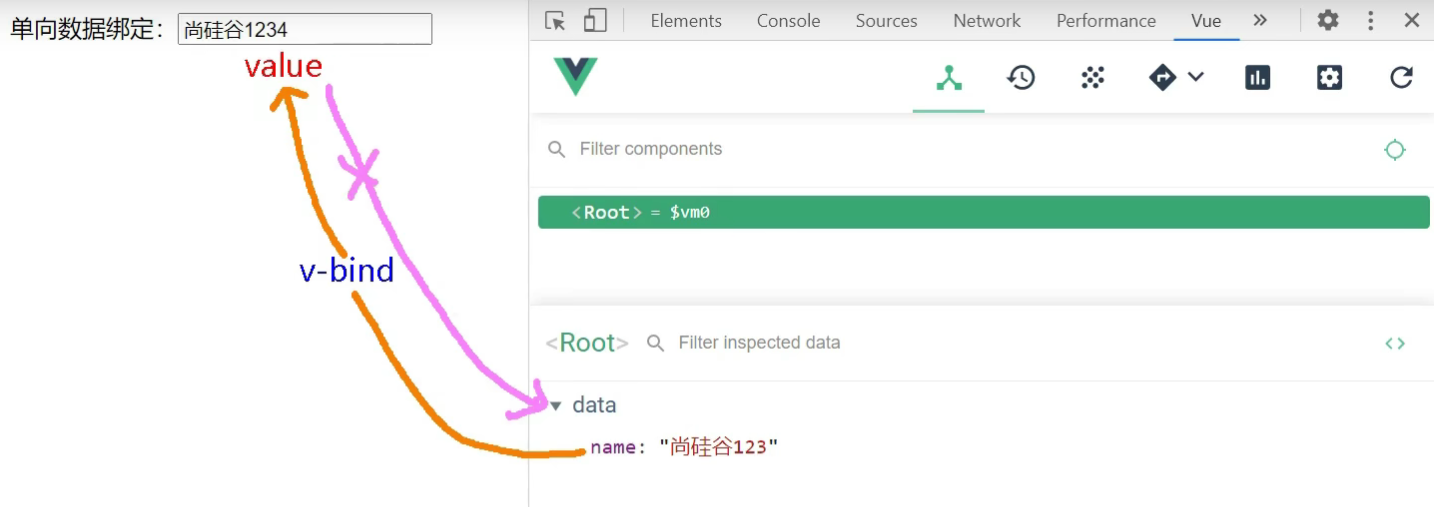 单向数据绑定：尚硅谷1234
value
v-bind
Elements Console Sources Network Performance Vue »
Filter components
<Root> = $vm0
<Root> Filter inspected data
data
name: "尚硅谷123"